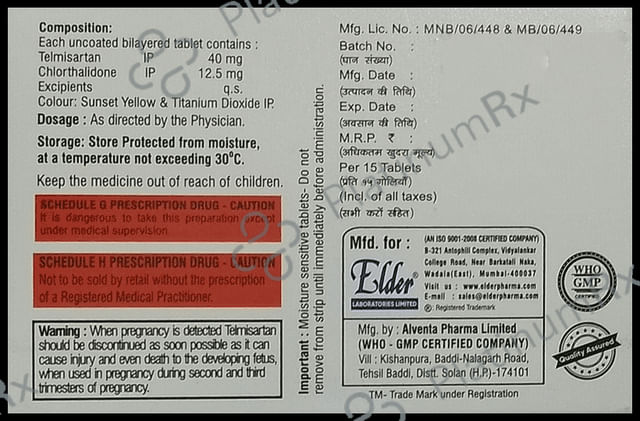 Composition:
Each uncoated bilayered tablet contains :
Telmisartan IP 40 mg
Chlorthalidone IP 12.5 mg
Excipients q.s.
Colour: Sunset Yellow & Titanium Dioxide IP.
Dosage : As directed by the Physician.
Storage: Store Protected from moisture,
at a temperature not exceeding 30°C.
Keep the medicine out of reach of children.
SCHEDULE G PRESCRIPTION DRUG - CAUTION
It is dangerous to take this preparation except
under medical supervision.
SCHEDULE H PRESCRIPTION DRUG - CAUTION
Not to be sold by retail without the prescription
of a Registered Medical Practitioner.
Warning : When pregnancy is detected Telmisartan
should be discontinued as soon possible as it can
cause injury and even death to the developing fetus,
when used in pregnancy during second and third
trimesters of pregnancy.
Important : Moisture sensitive tablets- Do not
remove from strip until immediately before administration.
Mfg. Lic. No. : MNB/06/448 & MB/06/449
Batch No. :
(घान संख्या)
Mfg. Date :
(उत्पादन की तिथि)
Exp. Date :
(अवसान की तिथि)
M.R.P. ₹ :
(अधिकतम खुदरा मूल्य)
Per 15 Tablets
(प्रति १५ गोलियाँ)
(Incl. of all taxes)
(सभी करों सहित)
Mfd. for :
Elder®
LABORATORIES LIMITED
(AN ISO 9001-2008 CERTIFIED COMPANY)
B-321 Antophill Complex, Vidyalankar
College Road, Near Barkatali Naka,
Wadala(East), Mumbai-400037
Visit us : www.elderpharma.com
E-mail : sales@elderpharma.com
®: Registered Trademark
Mfg. by : Alventa Pharma Limited
(WHO - GMP CERTIFIED COMPANY)
Vill : Kishanpura, Baddi-Nalagarh Road,
Tehsil Baddi, Distt. Solan (H.P.)-174101
TM- Trade Mark under Registration
WHO
GMP
CERTIFIED
Quality Assured
PlatinumRx